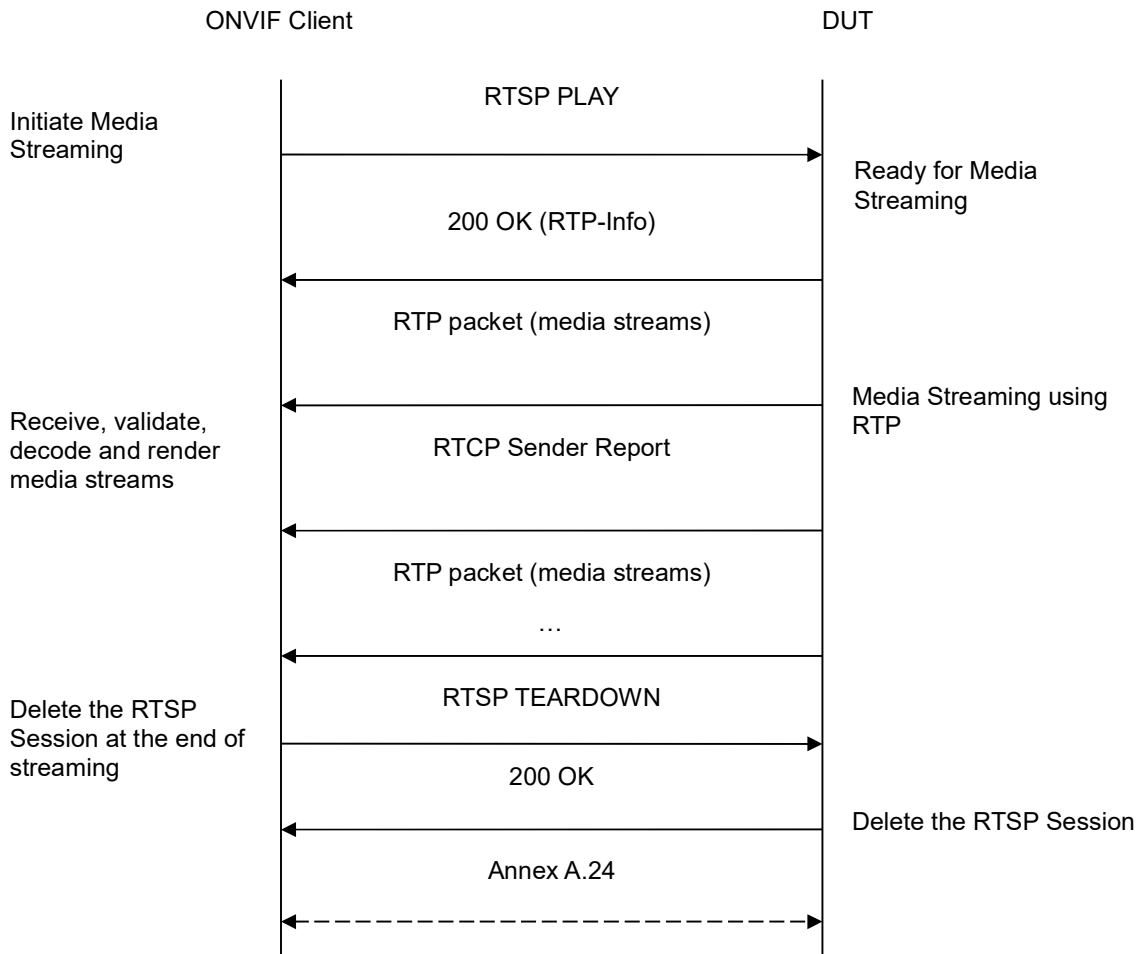 ONVIF Client
DUT
RTSP PLAY
Initiate Media
Streaming
Ready for Media
Streaming
200 OK (RTP-Info)
RTP packet (media streams)
Media Streaming using
RTP
Receive, validate,
decode and render
media streams
RTCP Sender Report
RTP packet (media streams)
…
RTSP TEARDOWN
Delete the RTSP
Session at the end of
streaming
200 OK
Delete the RTSP Session
Annex A.24